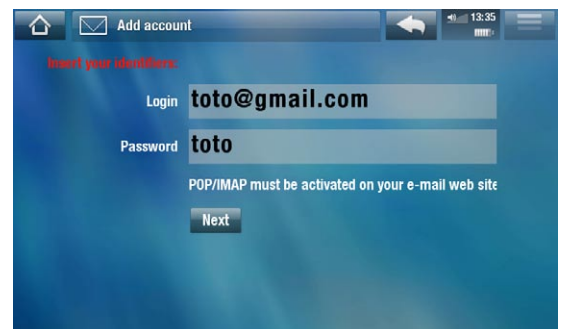 Add account
13:35
Insert your identifiers:
Login toto@gmail.com
Password toto
POP/IMAP must be activated on your e-mail web site
Next